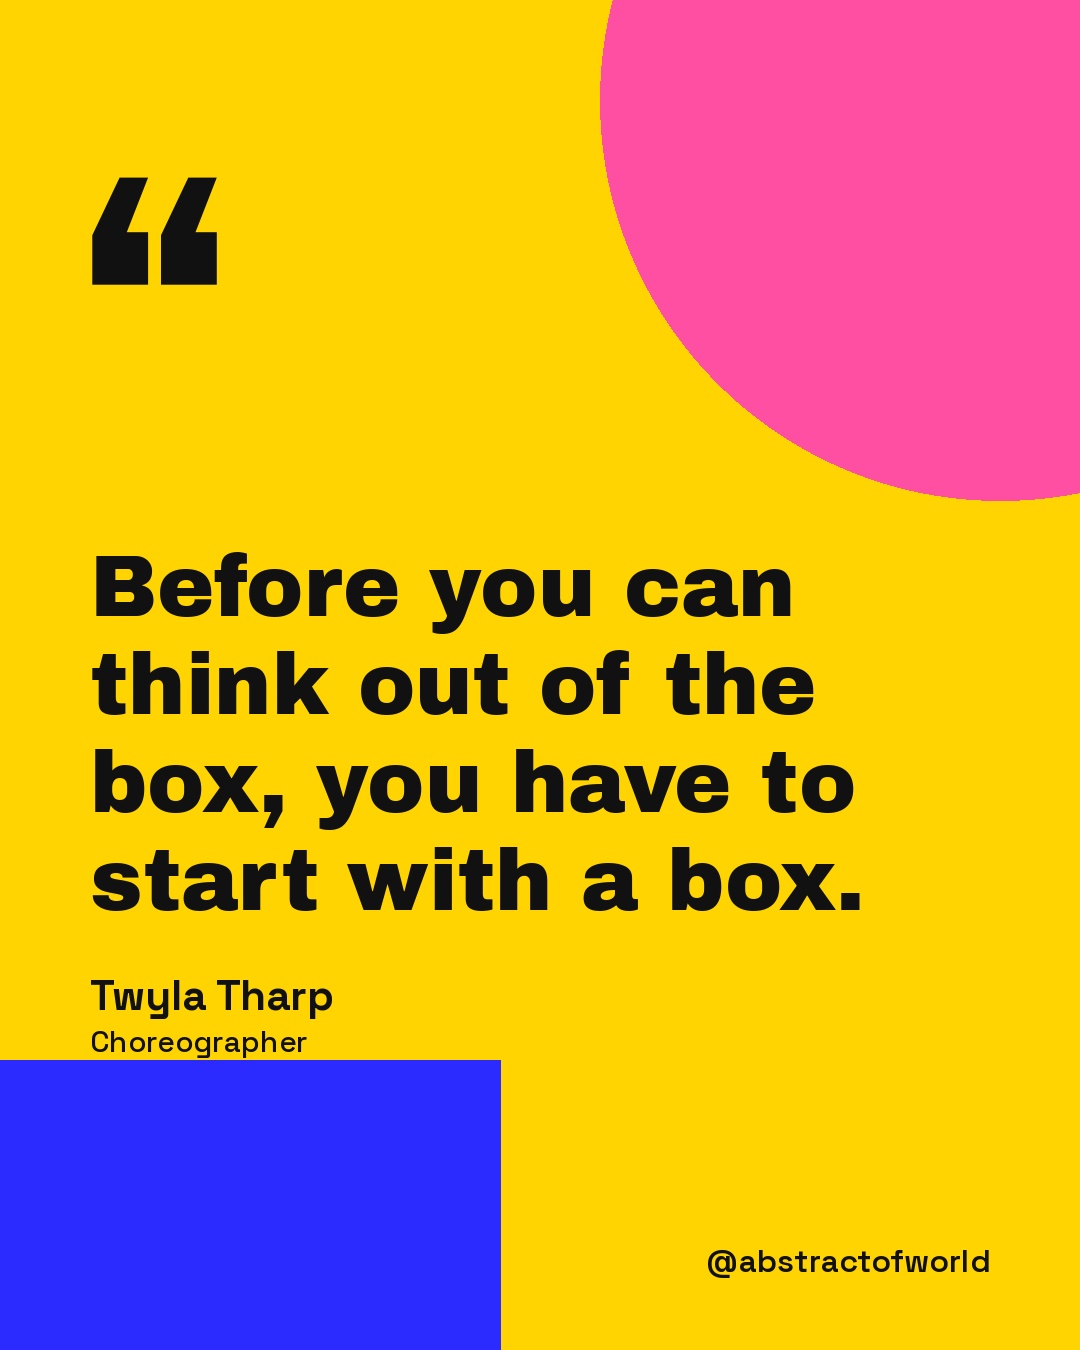 “
Before you can
think out of the
box, you have to
start with a box.
Twyla Tharp
Choreographer
@abstractofworld